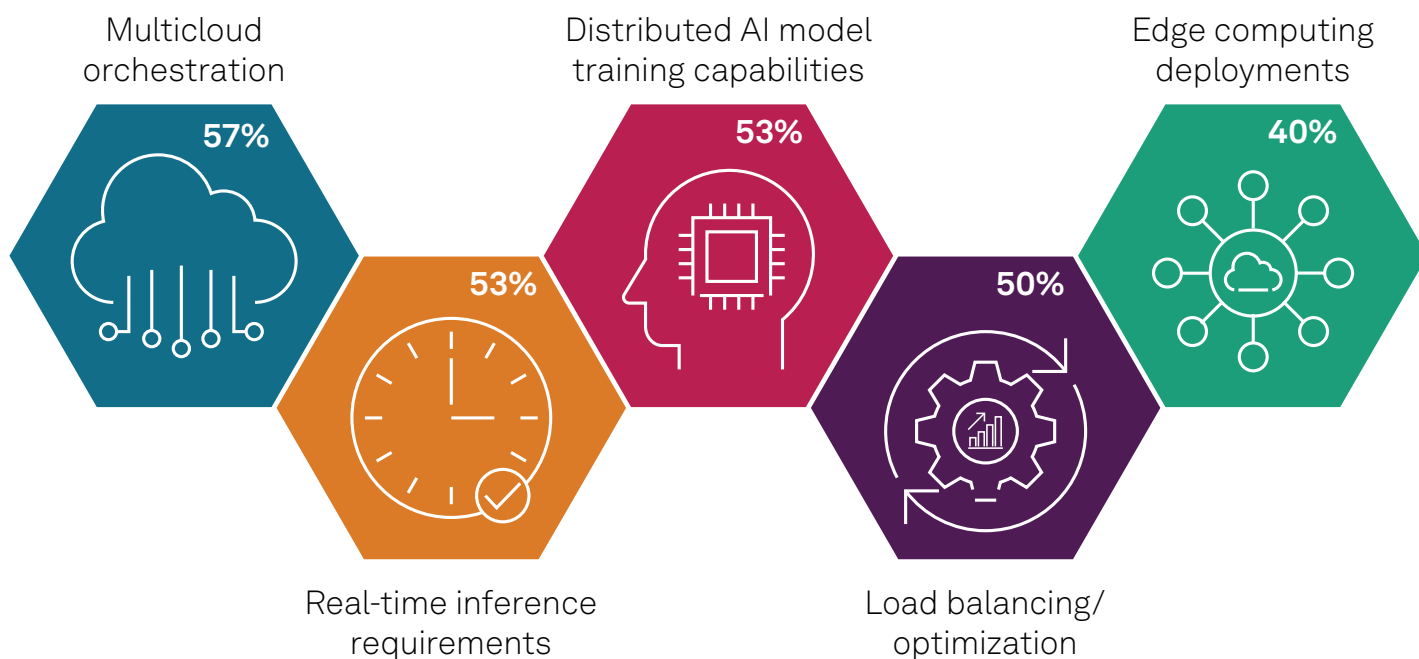 Multicloud
orchestration
57%
53%
Real-time inference
requirements
Distributed AI model
training capabilities
53%
50%
Load balancing/
optimization
Edge computing
deployments
40%